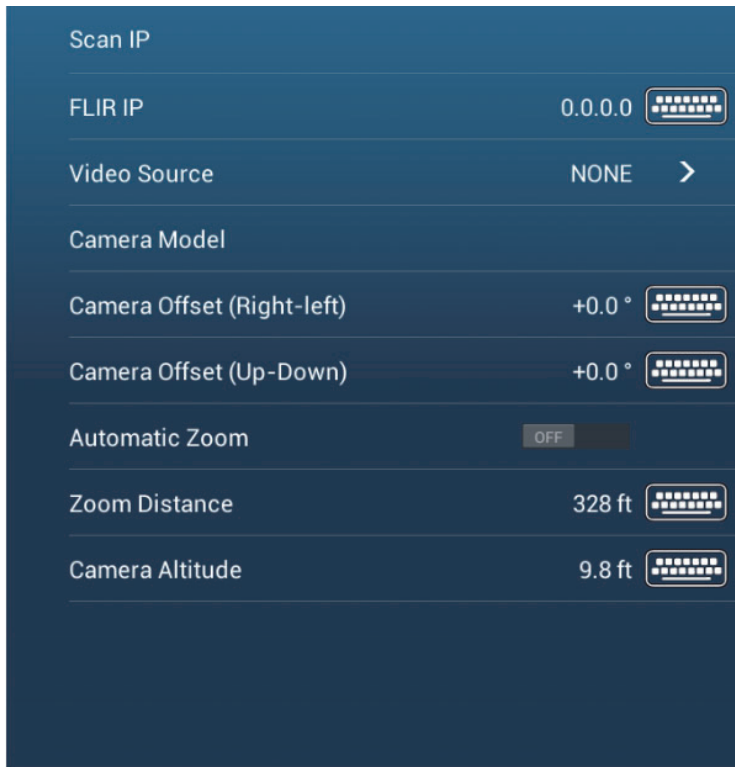 Scan IP
FLIR IP 0.0.0.0
Video Source NONE
Camera Model
Camera Offset (Right-left) +0.0 °
Camera Offset (Up-Down) +0.0 °
Automatic Zoom OFF
Zoom Distance 328 ft
Camera Altitude 9.8 ft